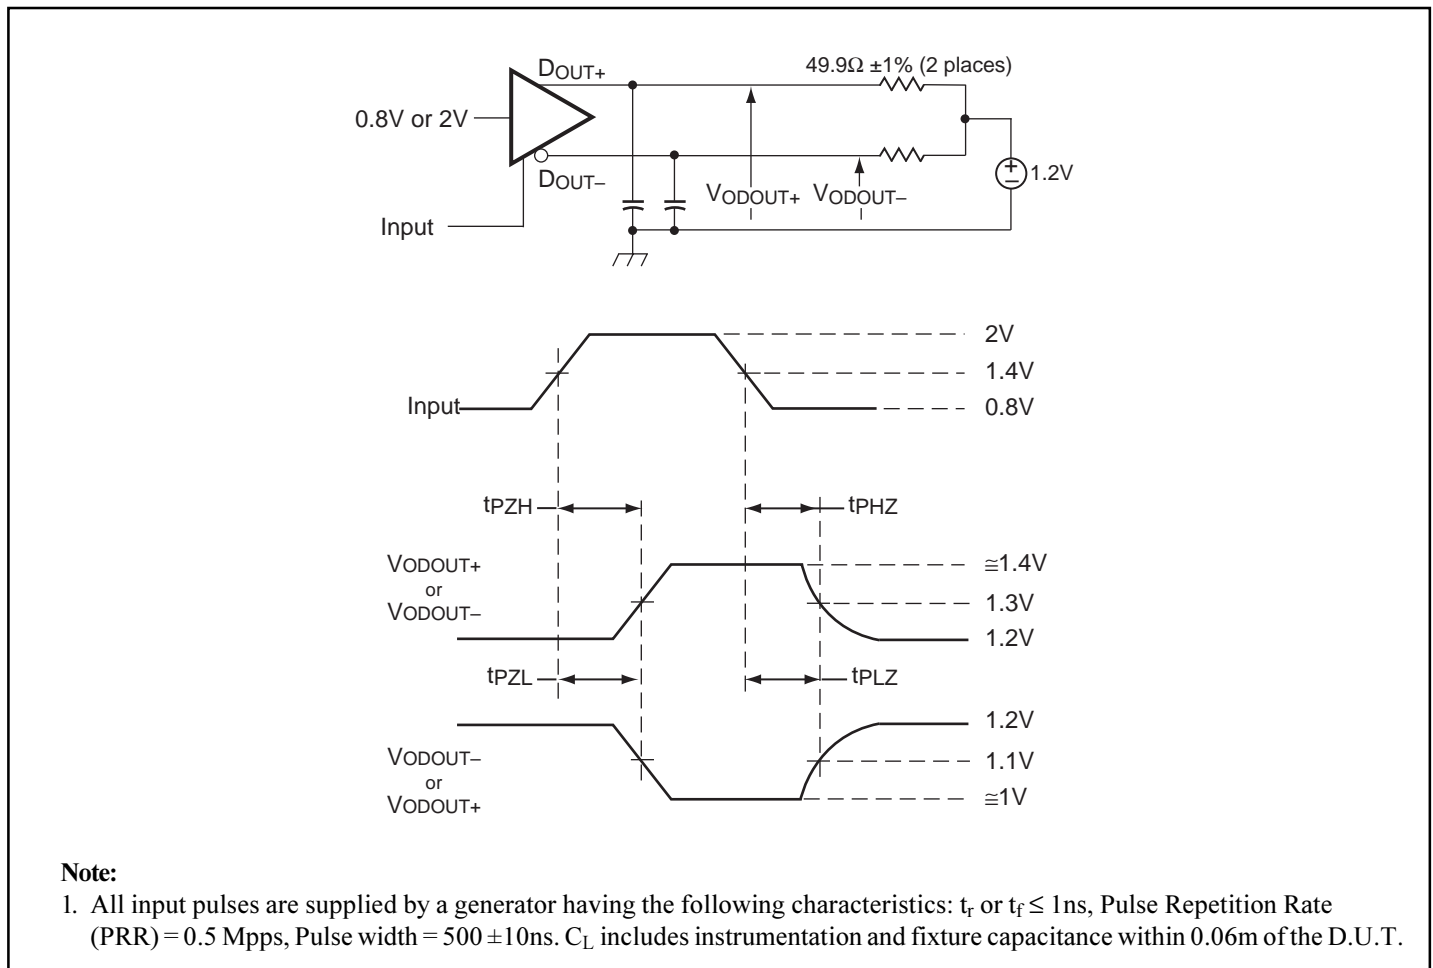 DOUT+
49.9Ω ±1% (2 places)
0.8V or 2V
DOUT–
+
–
1.2V
VODOUT+ VODOUT–
Input
2V
1.4V
Input
0.8V
tPZH
tPHZ
VODOUT+
or
VODOUT–
≅1.4V
1.3V
1.2V
tPZL
tPLZ
VODOUT–
or
VODOUT+
1.2V
1.1V
≅1V
Note:
1. All input pulses are supplied by a generator having the following characteristics: tr or tf ≤ 1ns, Pulse Repetition Rate
(PRR) = 0.5 Mpps, Pulse width = 500 ±10ns. CL includes instrumentation and fixture capacitance within 0.06m of the D.U.T.